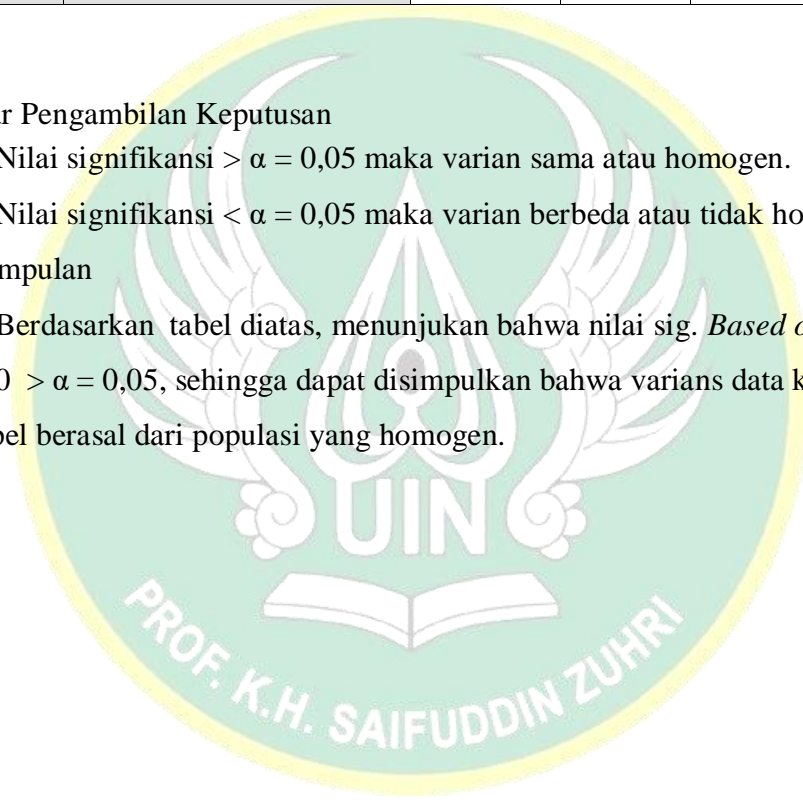 r Pengambilan Keputusan
Nilai signifikansi > α = 0,05 maka varian sama atau homogen.
Nilai signifikansi < α = 0,05 maka varian berbeda atau tidak ho
mpulan
Berdasarkan tabel diatas, menunjukan bahwa nilai sig. Based o
0 > α = 0,05, sehingga dapat disimpulkan bahwa varians data k
bel berasal dari populasi yang homogen.
UIN
PROF. K.H. SAIFUDDIN ZUHRI